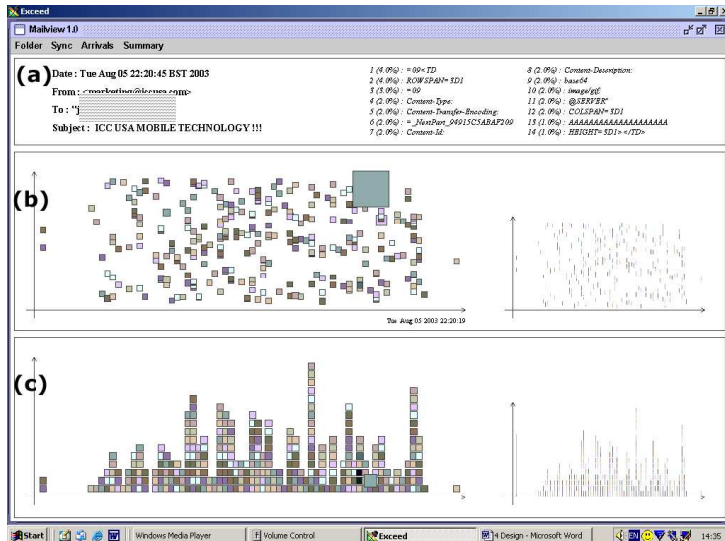 Exceed
Mailview 1.0
Folder Sync Arrivals Summary
(a)
Date : Tue Aug 05 22:20:45 BST 2003
From : <marketing@iccusa.com>
To : "j
Subject : ICC USA MOBILE TECHNOLOGY !!!
1 (4.0%) : =09<TD
2 (4.0%) : ROWSPAN=3D1
3 (3.0%) : =09
4 (2.0%) : Content-Type:
5 (2.0%) : Content-Transfer-Encoding:
6 (2.0%) : =_NextPart_94915C5ABAF209
7 (2.0%) : Content-Id:
8 (2.0%) : Content-Description:
9 (2.0%) : base64
10 (2.0%) : image/gif;
11 (2.0%) : @SERVER"
12 (2.0%) : COLSPAN=3D1
13 (1.0%) : AAAAAAAAAAAAAAAAAAAA
14 (1.0%) : HEIGHT=3D1></TD>
(b)
Tue Aug 05 2003 22:20:19
(c)
Start
Windows Media Player
Volume Control
Exceed
4 Design - Microsoft Word
EN
14:35